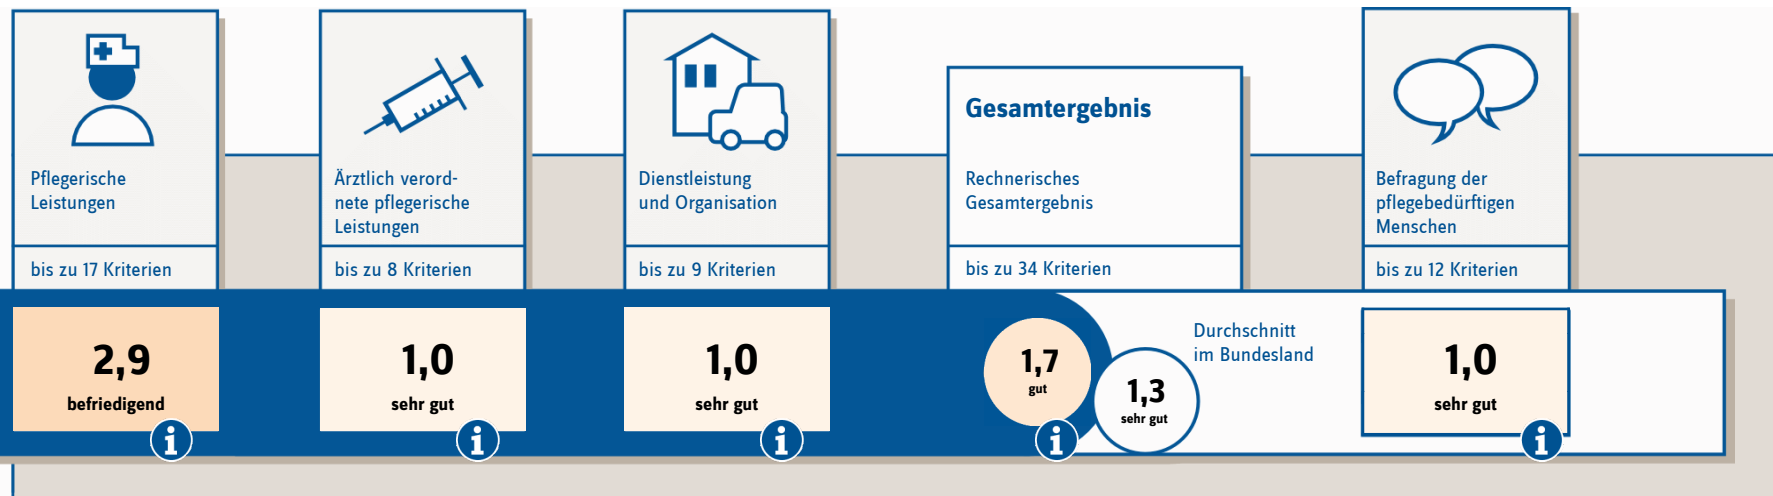 Pflegerische
Leistungen
bis zu 17 Kriterien
2,9
befriedigend
i
Ärztlich verord-
nete pflegerische
Leistungen
bis zu 8 Kriterien
1,0
sehr gut
i
Dienstleistung
und Organisation
bis zu 9 Kriterien
1,0
sehr gut
i
Gesamtergebnis
Rechnerisches
Gesamtergebnis
bis zu 34 Kriterien
1,7
gut
i
1,3
sehr gut
Durchschnitt
im Bundesland
Befragung der
pflegebedürftigen
Menschen
bis zu 12 Kriterien
1,0
sehr gut
i